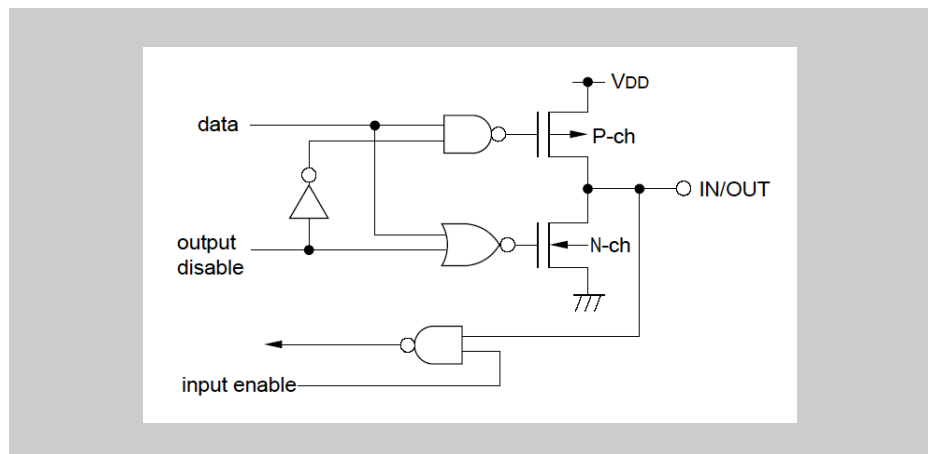 VDD
data
P-ch
IN/OUT
output
disable
N-ch
input enable